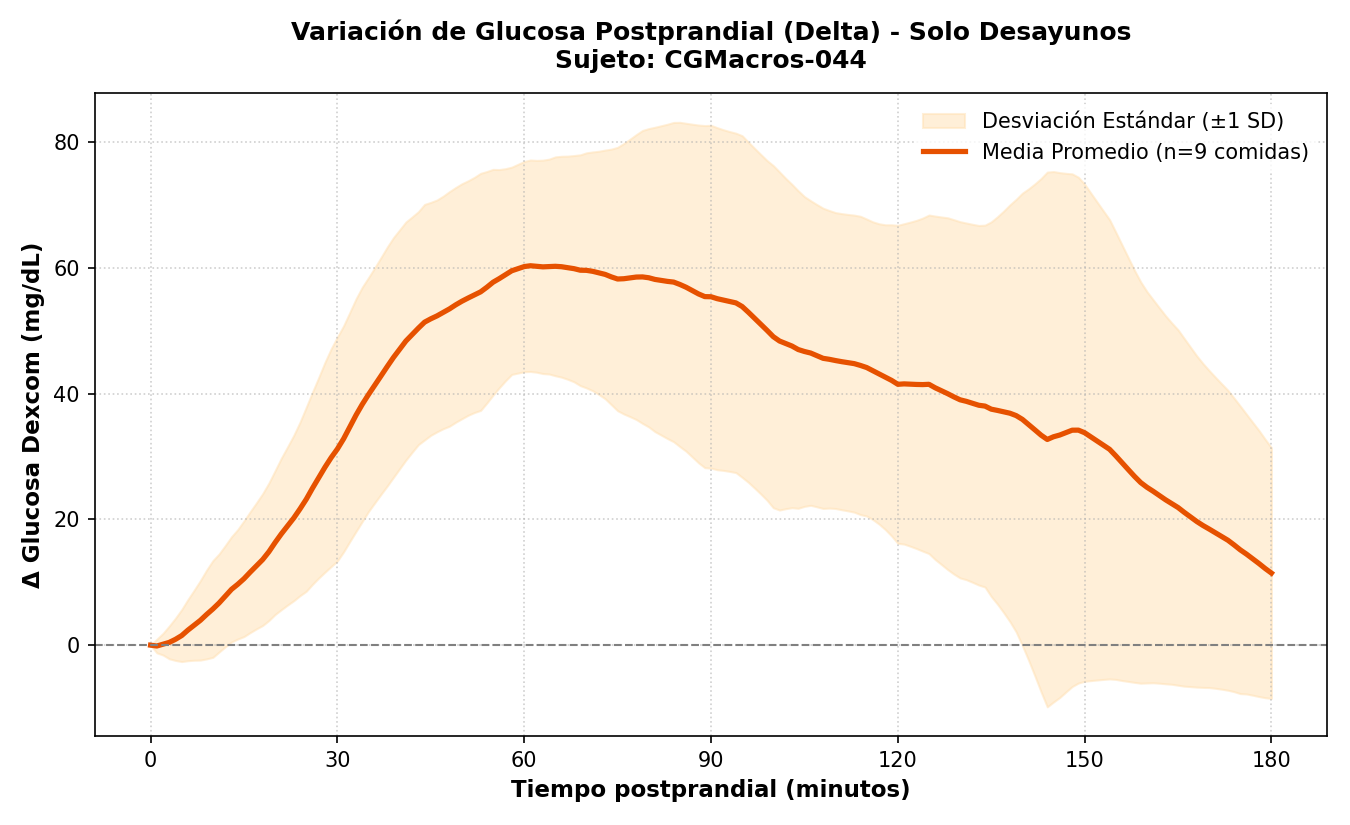 Variación de Glucosa Postprandial (Delta) - Solo Desayunos
Sujeto: CGMacros-044
Desviación Estándar (±1 SD)
Media Promedio (n=9 comidas)
Δ Glucosa Dexcom (mg/dL)
80
60
40
20
0
0 30 60 90 120 150 180
Tiempo postprandial (minutos)